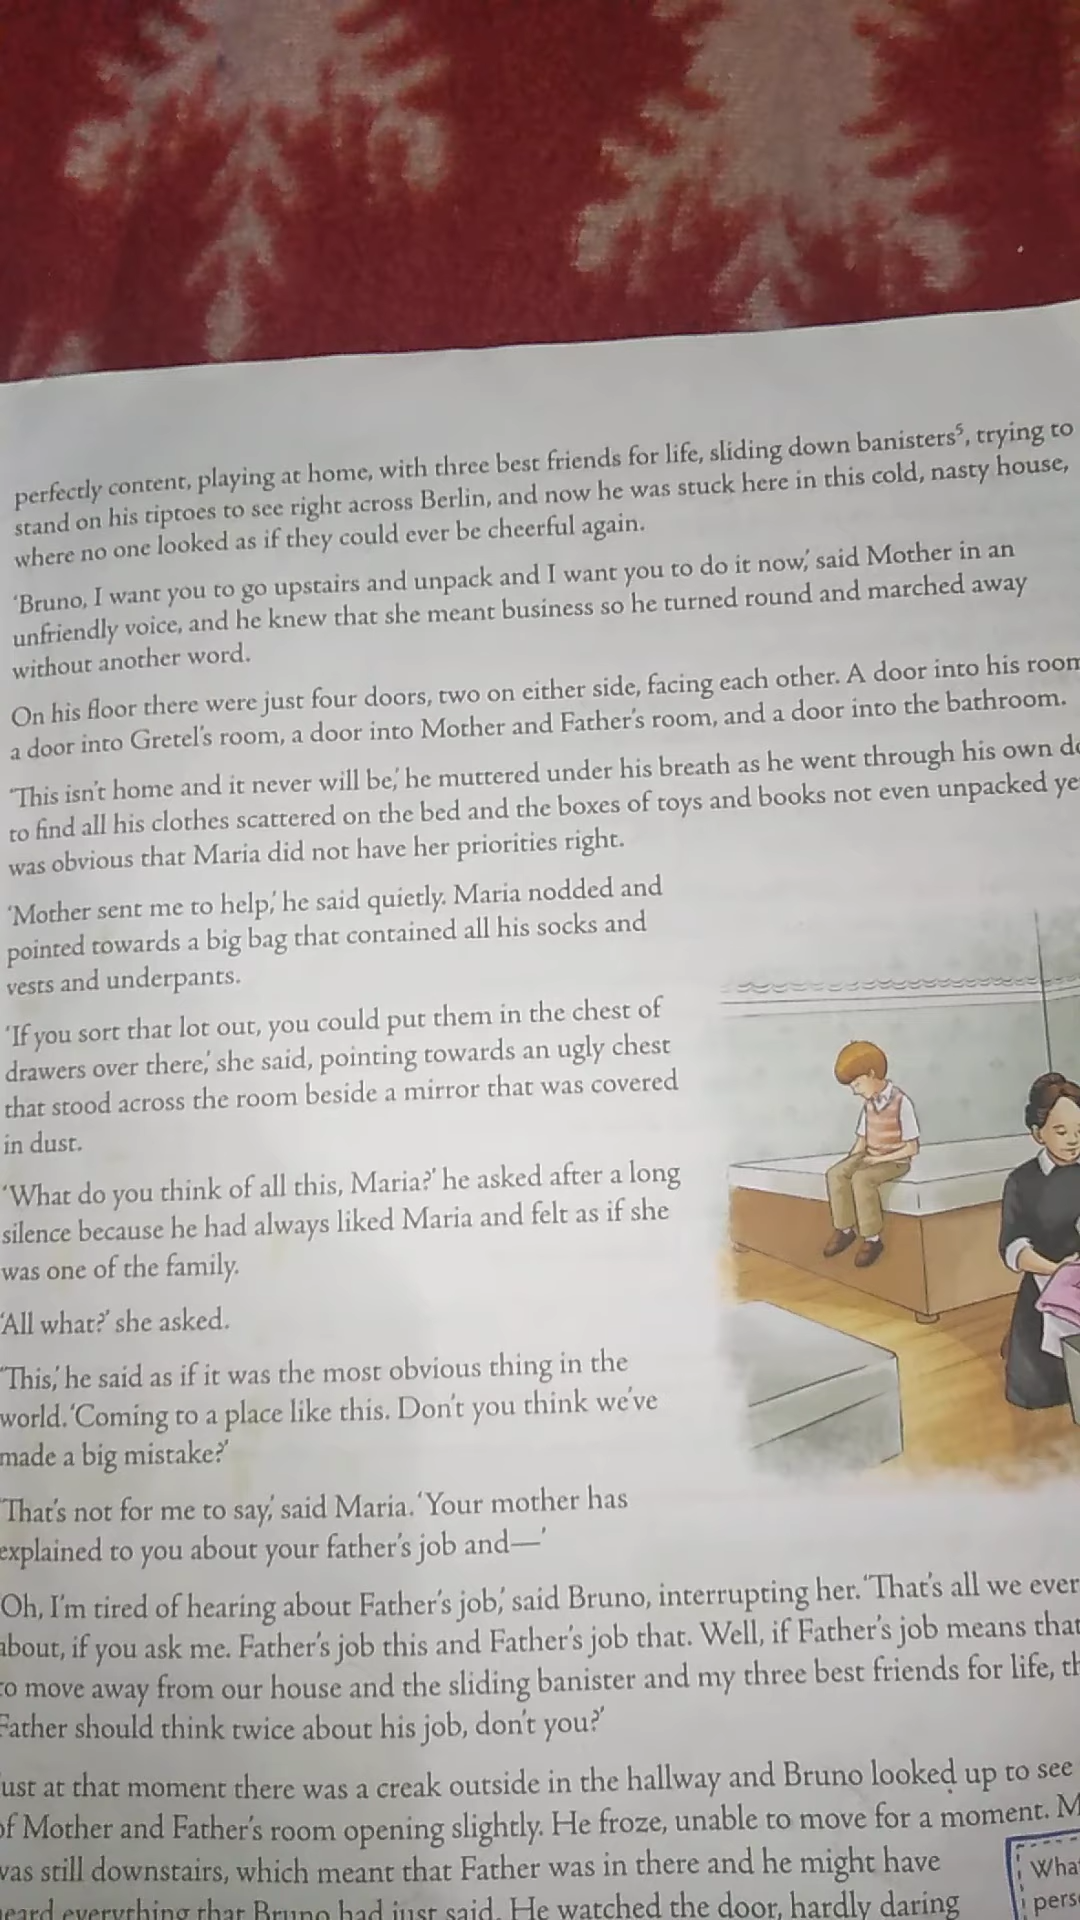 perfectly content, playing at home, with three best friends for life, sliding down banisters⁵, trying to
stand on his tiptoes to see right across Berlin, and now he was stuck here in this cold, nasty house,
where no one looked as if they could ever be cheerful again.
‘Bruno, I want you to go upstairs and unpack and I want you to do it now,’ said Mother in an
unfriendly voice, and he knew that she meant business so he turned round and marched away
without another word.
On his floor there were just four doors, two on either side, facing each other. A door into his room
a door into Gretel’s room, a door into Mother and Father’s room, and a door into the bathroom.
‘This isn’t home and it never will be,’ he muttered under his breath as he went through his own
to find all his clothes scattered on the bed and the boxes of toys and books not even unpacked
was obvious that Maria did not have her priorities right.
‘Mother sent me to help,’ he said quietly. Maria nodded and
pointed towards a big bag that contained all his socks and
vests and underpants.
‘If you sort that lot out, you could put them in the chest of
drawers over there,’ she said, pointing towards an ugly chest
that stood across the room beside a mirror that was covered
in dust.
‘What do you think of all this, Maria?’ he asked after a long
silence because he had always liked Maria and felt as if she
was one of the family.
‘All what?’ she asked.
‘This,’ he said as if it was the most obvious thing in the
world. ‘Coming to a place like this. Don’t you think we’ve
made a big mistake?’
‘That’s not for me to say,’ said Maria. ‘Your mother has
explained to you about your father’s job and—’
‘Oh, I’m tired of hearing about Father’s job,’ said Bruno, interrupting her. ‘That’s all we ever
about, if you ask me. Father’s job this and Father’s job that. Well, if Father’s job means that
to move away from our house and the sliding banister and my three best friends for life,
Father should think twice about his job, don’t you?’
ust at that moment there was a creak outside in the hallway and Bruno looked up to see
of Mother and Father’s room opening slightly. He froze, unable to move for a moment.
was still downstairs, which meant that Father was in there and he might have
heard everything that Bruno had just said. He watched the door, hardly daring